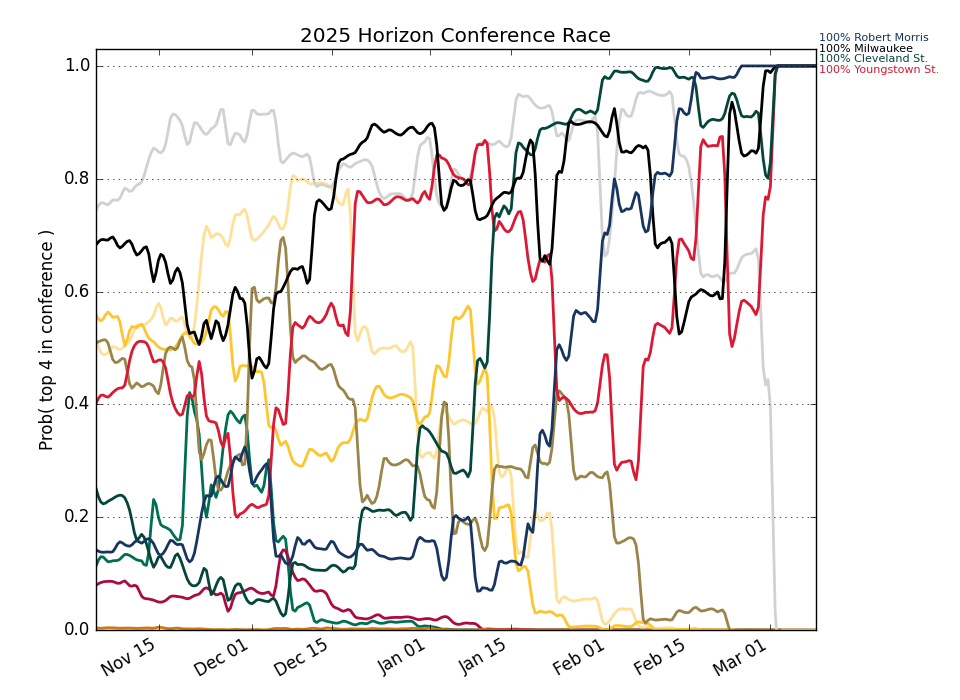 2025 Horizon Conference Race
100% Robert Morris
100% Milwaukee
100% Cleveland St.
100% Youngstown St.
Prob( top 4 in conference )
1.0
0.8
0.6
0.4
0.2
0.0
Nov 15
Dec 01
Dec 15
Jan 01
Jan 15
Feb 01
Feb 15
Mar 01